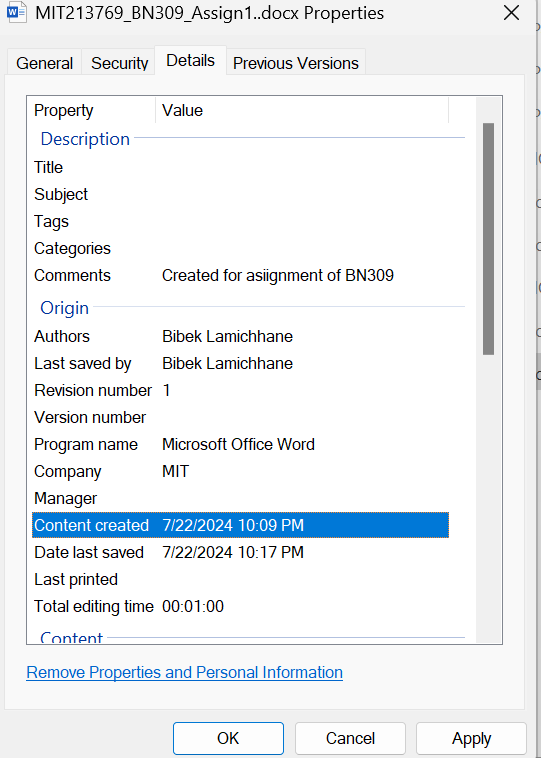 MIT213769_BN309_Assign1..docx Properties
General Security Details Previous Versions
Property Value
Description
Title
Subject
Tags
Categories
Comments Created for asiignment of BN309
Origin
Authors Bibek Lamichhane
Last saved by Bibek Lamichhane
Revision number 1
Version number
Program name Microsoft Office Word
Company MIT
Manager
Content created 7/22/2024 10:09 PM
Date last saved 7/22/2024 10:17 PM
Last printed
Total editing time 00:01:00
Content
Remove Properties and Personal Information
OK Cancel Apply